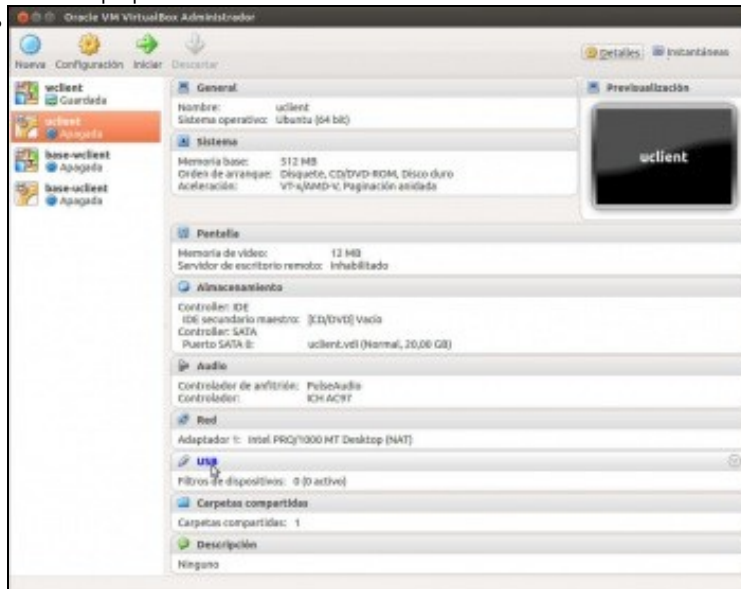 Oracle VM VirtualBox Administrador
Nueva Configuración Iniciar Descartar
Detalles Instantáneas
wclient
Guardada
uclient
Apagada
base-wclient
Apagada
base-uclient
Apagada
General
Nombre: uclient
Sistema operativo: Ubuntu (64 bit)
Sistema
Memoria base: 512 MB
Orden de arranque: Disquete, CD/DVD-ROM, Disco duro
Aceleración: VT-x/AMD-V, Paginación anidada
Previsualización
uclient
Pantalla
Memoria de vídeo: 12 MB
Servidor de escritorio remoto: Inhabilitado
Almacenamiento
Controller: IDE
IDE secundario maestro: [CD/DVD] Vacío
Controller: SATA
Puerto SATA 0: uclient.vdi (Normal, 20,00 GB)
Audio
Controlador de anfitrión: PulseAudio
Controlador: ICH AC97
Red
Adaptador 1: Intel PRO/1000 MT Desktop (NAT)
USB
Filtros de dispositivos: 0 (0 activo)
Carpetas compartidas
Carpetas compartidas: 1
Descripción
Ninguno